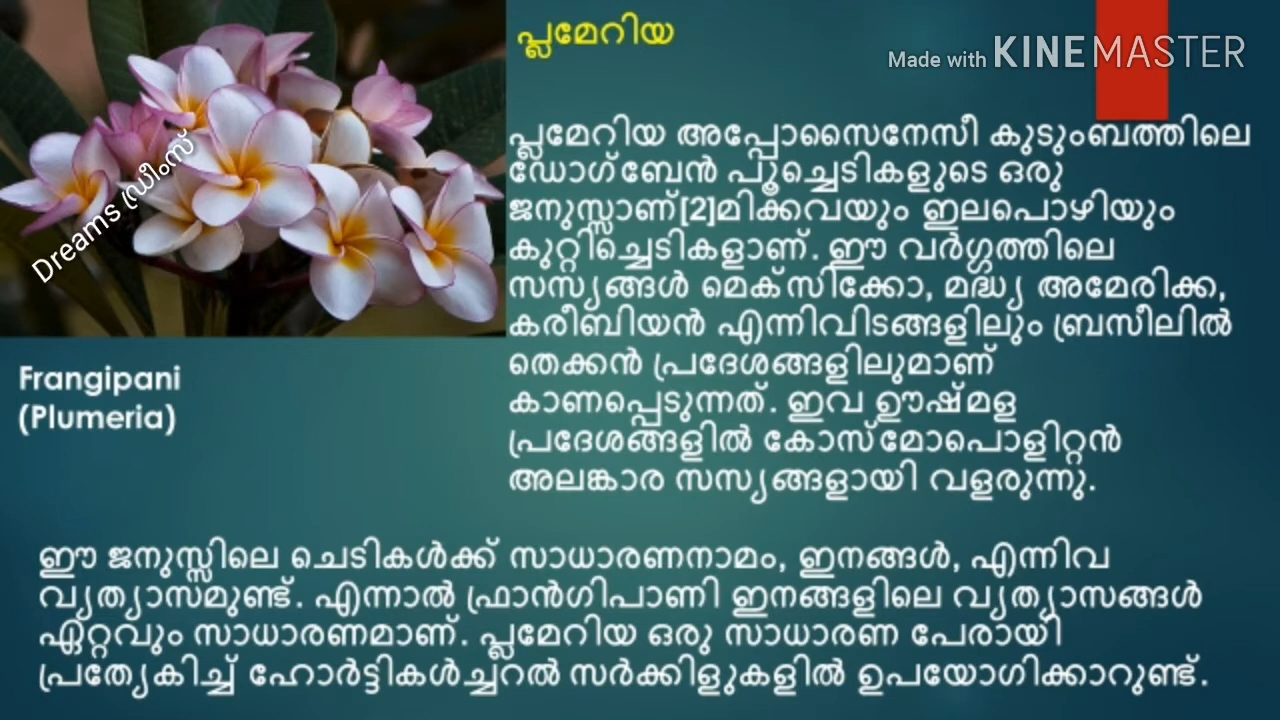 പ്ലമേറിയ
Made with KINEMASTER
Dreams ഡ്രീംസ്
പ്ലമേറിയ അപ്പോസൈനേസീ കുടുംബത്തിലെ
ഡോഗ്ബേൻ പൂച്ചെടികളുടെ ഒരു
ജനുസ്സാണ്[2]മിക്കവയും ഇലപൊഴിയും
കുറ്റിച്ചെടികളാണ്. ഈ വർഗ്ഗത്തിലെ
സസ്യങ്ങൾ മെക്സിക്കോ, മദ്ധ്യ അമേരിക്ക,
കരീബിയൻ എന്നിവിടങ്ങളിലും ബ്രസീലിൽ
തെക്കൻ പ്രദേശങ്ങളിലുമാണ്
കാണപ്പെടുന്നത്. ഇവ ഊഷ്മള
പ്രദേശങ്ങളിൽ കോസ്മോപൊളിറ്റൻ
അലങ്കാര സസ്യങ്ങളായി വളരുന്നു.
Frangipani
(Plumeria)
ഈ ജനുസ്സിലെ ചെടികൾക്ക് സാധാരണനാമം, ഇനങ്ങൾ, എന്നിവ
വ്യത്യാസമുണ്ട്. എന്നാൽ ഫ്രാൻഗിപാണി ഇനങ്ങളിലെ വ്യത്യാസങ്ങൾ
ഏറ്റവും സാധാരണമാണ്. പ്ലമേറിയ ഒരു സാധാരണ പേരായി
പ്രത്യേകിച്ച് ഹോർട്ടികൾച്ചറൽ സർക്കിളുകളിൽ ഉപയോഗിക്കാറുണ്ട്.